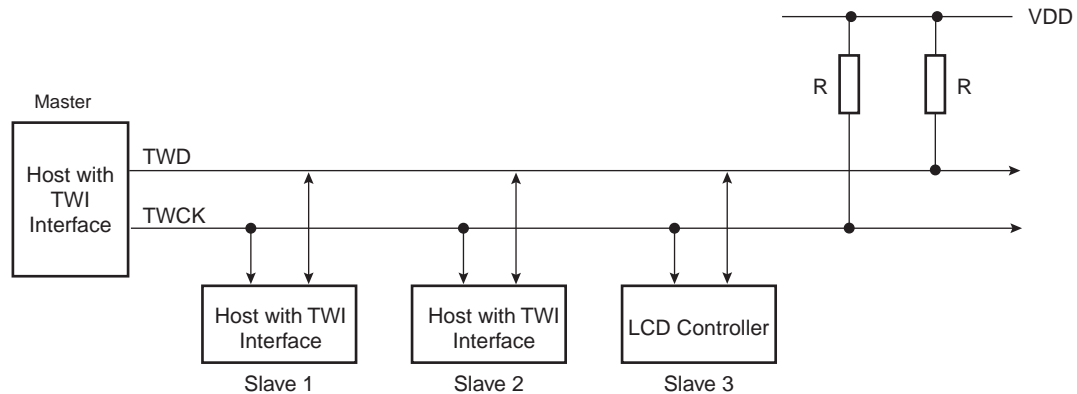 VDD
R
R
Master
Host with
TWI
Interface
TWD
TWCK
Host with TWI
Interface
Slave 1
Host with TWI
Interface
Slave 2
LCD Controller
Slave 3